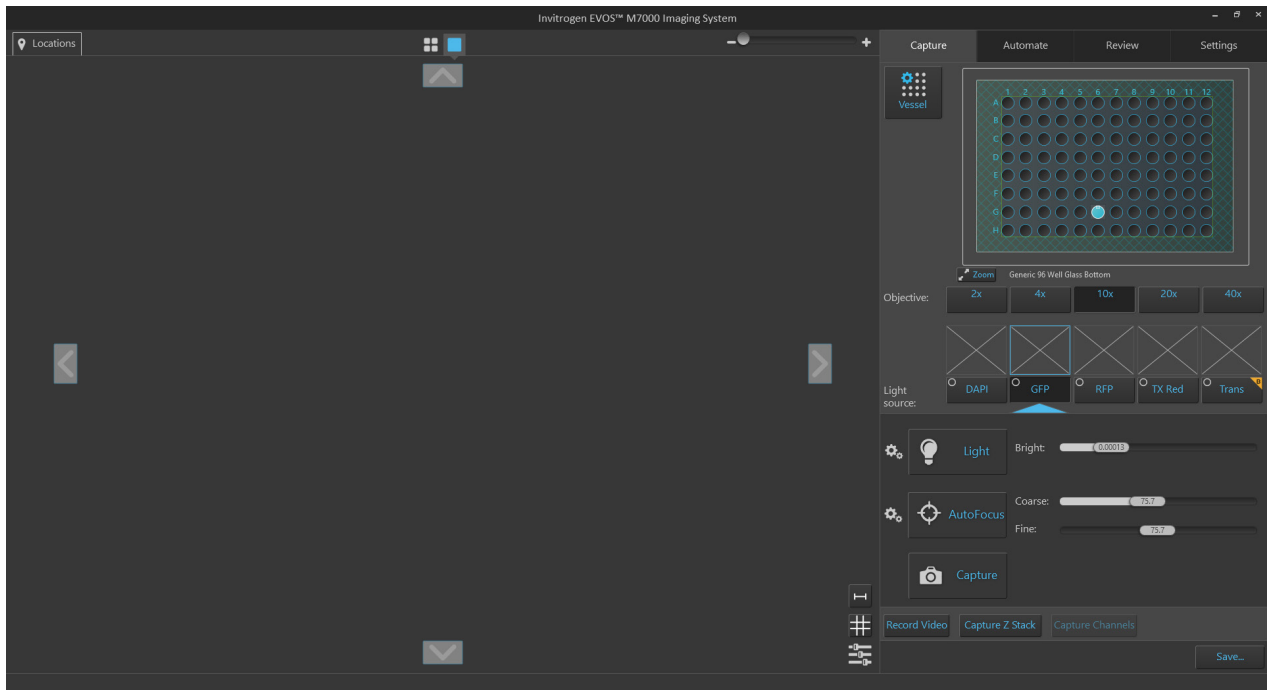 Invitrogen EVOS™ M7000 Imaging System
Locations
Capture Automate Review Settings
Vessel
1 2 3 4 5 6 7 8 9 10 11 12
A
B
C
D
E
F
G
H
Zoom Generic 96 Well Glass Bottom
Objective: 2x 4x 10x 20x 40x
Light source: DAPI GFP RFP TX Red Trans
Light Bright: 0.00013
AutoFocus Coarse: 75.7
Fine: 75.7
Capture
Record Video Capture Z Stack Capture Channels
Save...